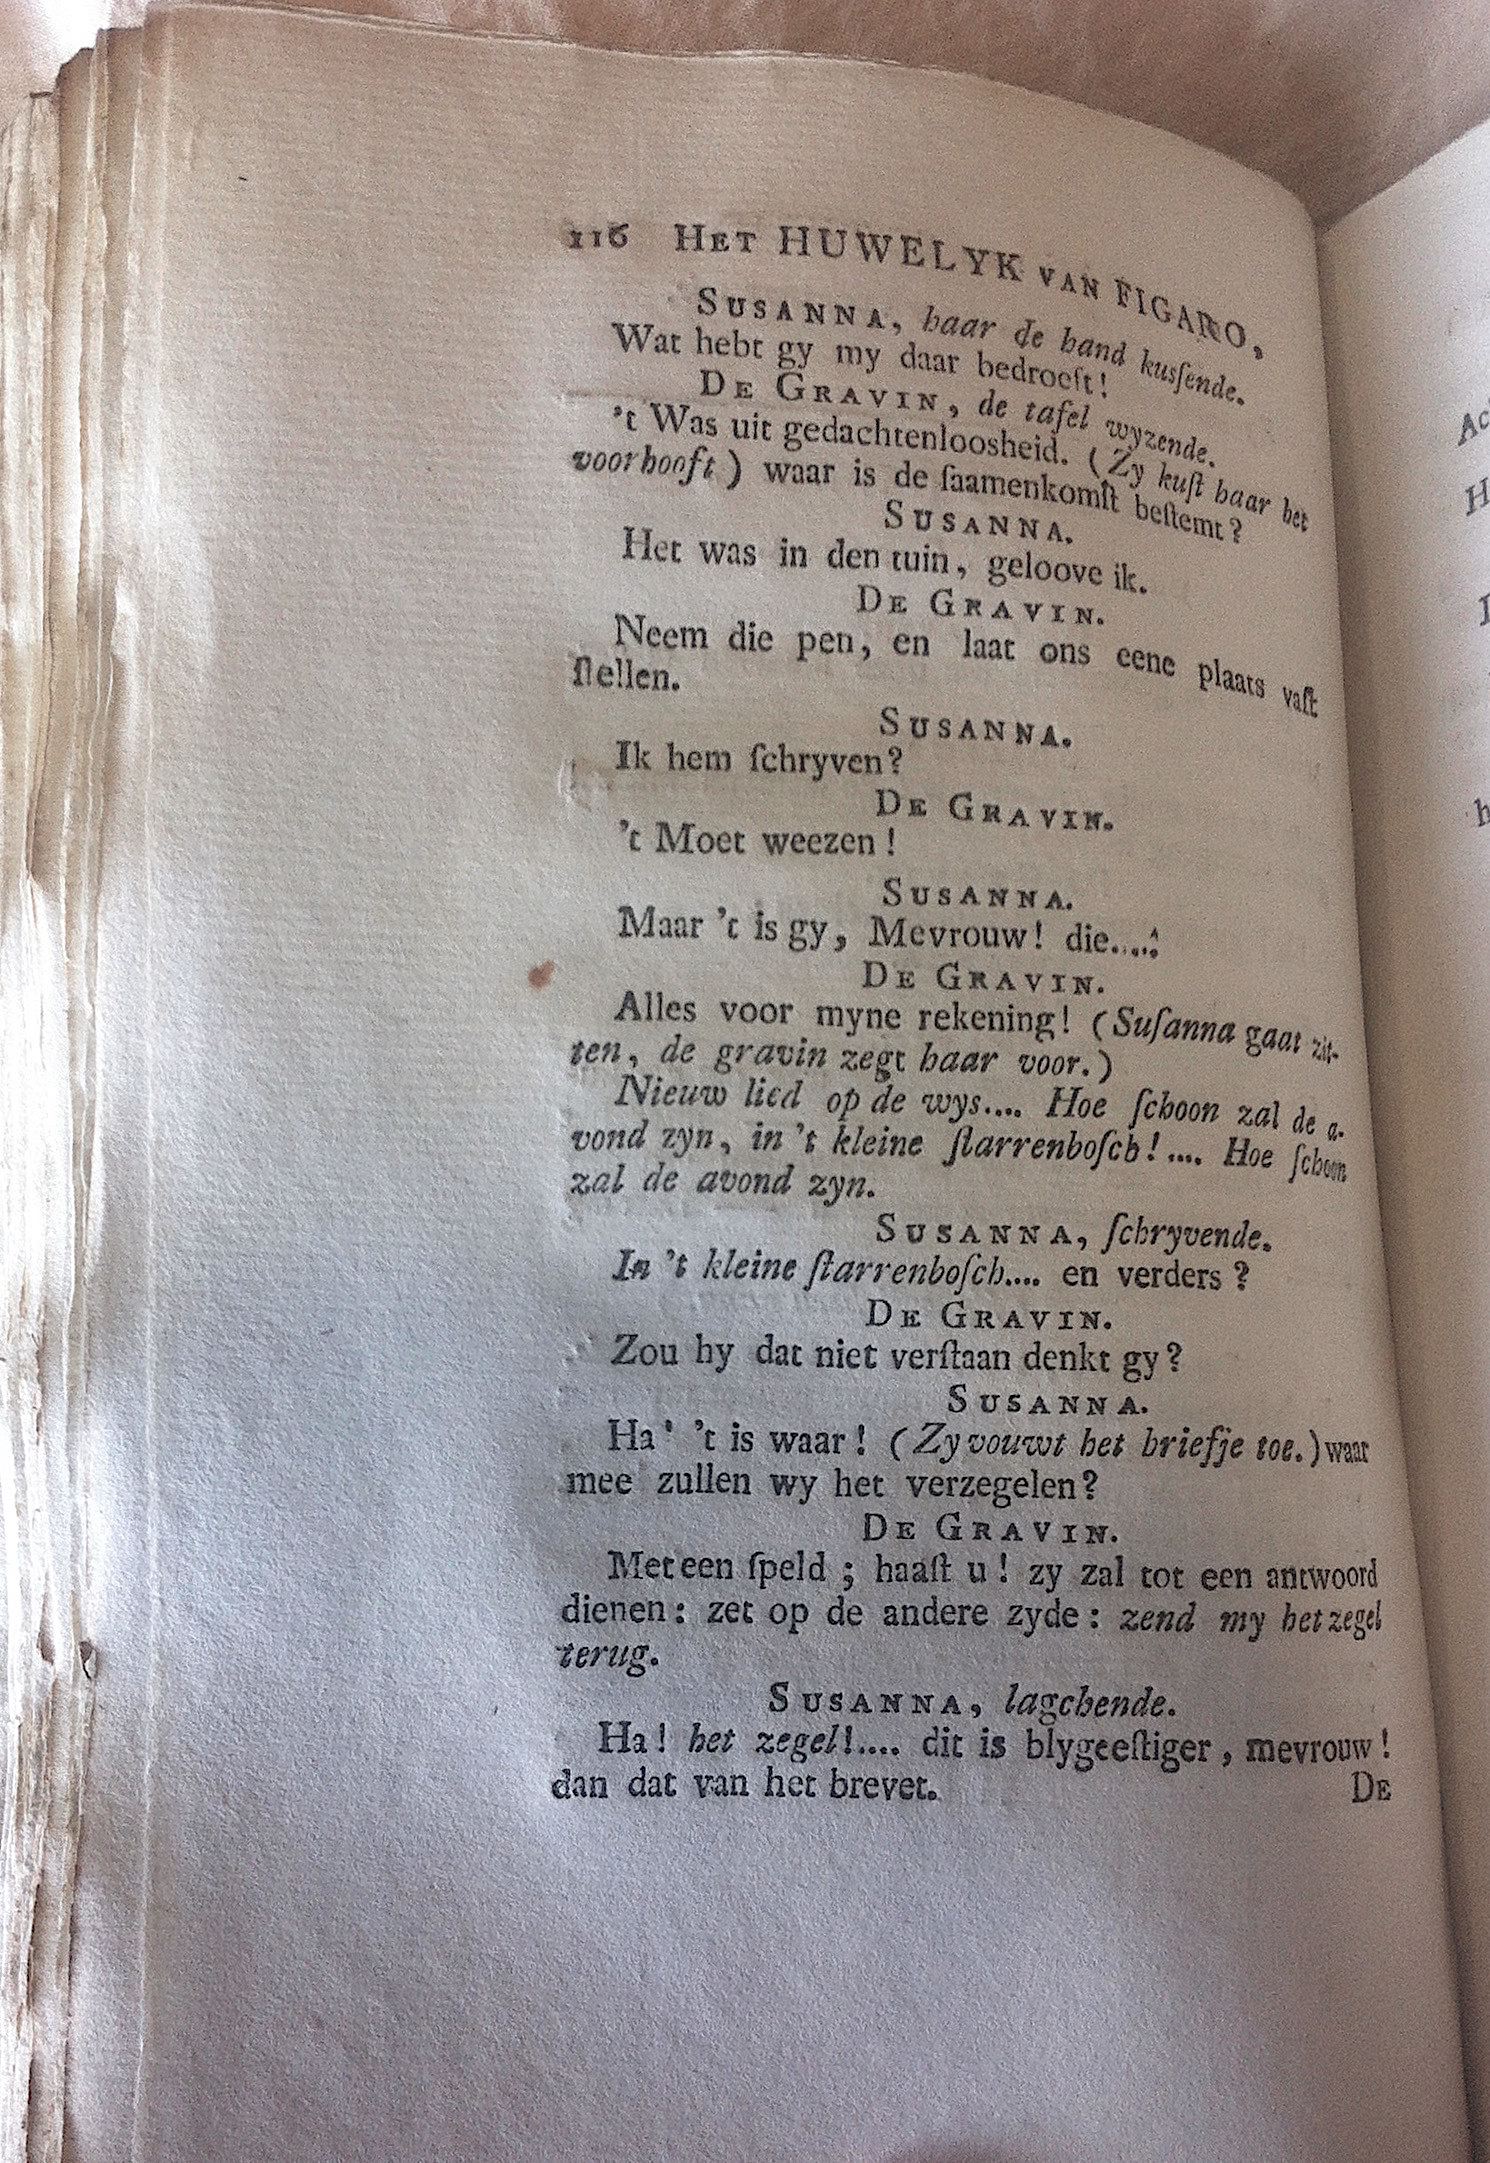 116 HET HUWELYK VAN FIGARO,
SUSANNA, haar de hand kusſende.
Wat hebt gy my daar bedroeft!
DE GRAVIN, de tafel wyzende.
't Was uit gedachtenloosheid. (Zy kuſt haar het
voorhooft) waar is de ſaamenkomſt beſtemt?
SUSANNA.
Het was in den tuin, geloove ik.
DE GRAVIN.
Neem die pen, en laat ons eene plaats vaſt
ſtellen.
SUSANNA.
Ik hem ſchryven?
DE GRAVIN.
't Moet weezen!
SUSANNA.
Maar 't is gy, Mevrouw! die.....
DE GRAVIN.
Alles voor myne rekening! (Suſanna gaat zit-
ten, de gravin zegt haar voor.)
Nieuw lied op de wys.... Hoe ſchoon zal de a-
vond zyn, in 't kleine ſtarrenboſch!.... Hoe ſchoon
zal de avond zyn.
SUSANNA, ſchryvende.
In 't kleine ſtarrenboſch.... en verders?
DE GRAVIN.
Zou hy dat niet verſtaan denkt gy?
SUSANNA.
Ha! 't is waar! (Zy vouwt het briefje toe.) waar
mee zullen wy het verzegelen?
DE GRAVIN.
Met een ſpeld; haaſt u! zy zal tot een antwoord
dienen: zet op de andere zyde: zend my het zegel
terug.
SUSANNA, lagchende.
Ha! het zegel!.... dit is blygeeſtiger, mevrouw!
dan dat van het brevet.
DE